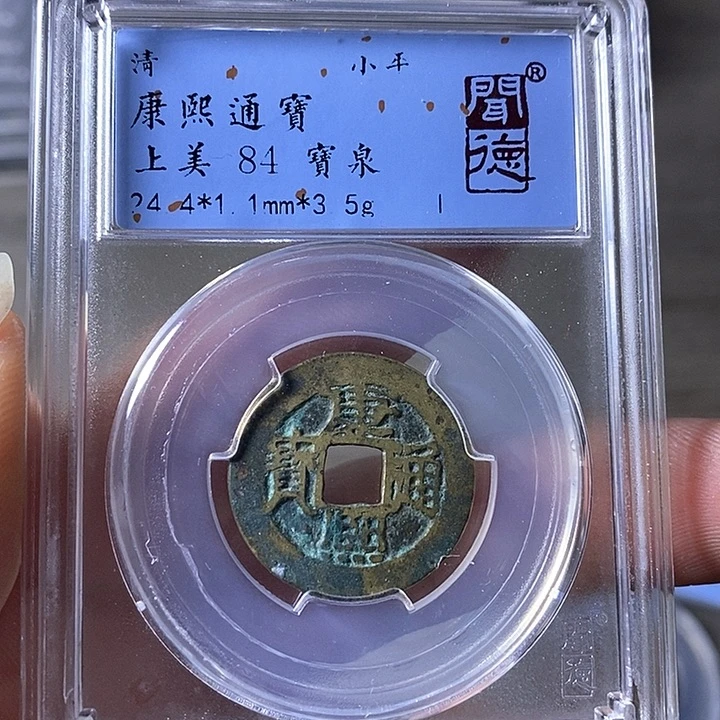 清 小平
康熙通寶
上美 84 寶泉
24.4*1.1mm*3.5g
聞德®
康熙通寶